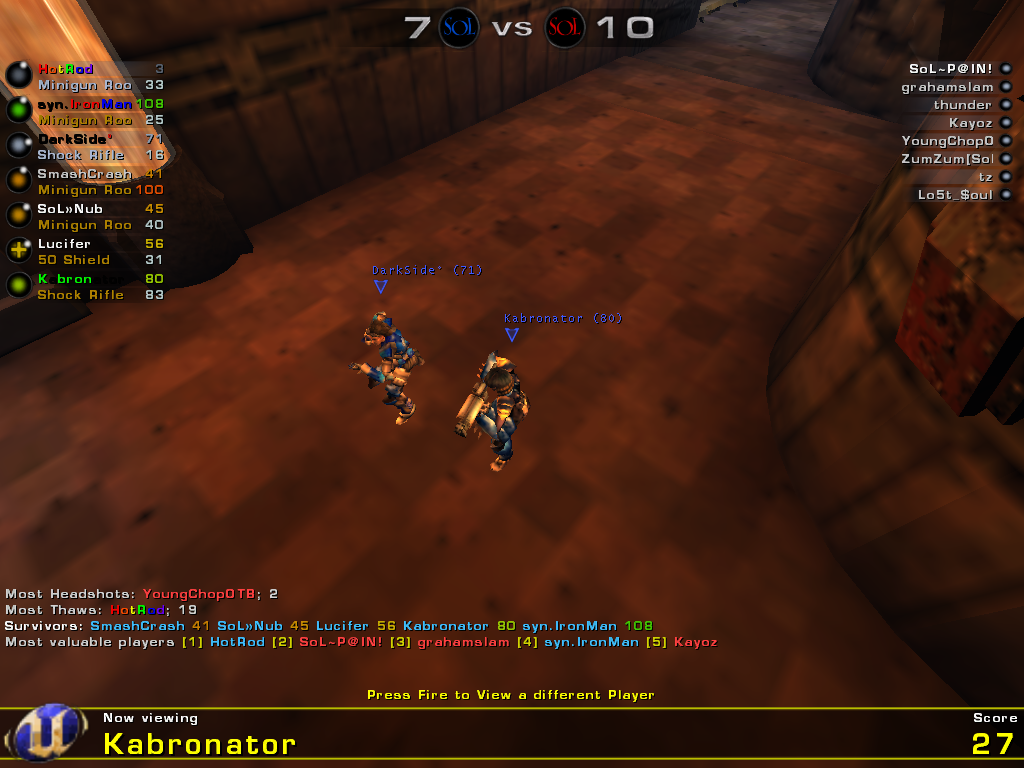 7 SOL vs SOL 10
HotRod 3
Minigun Roo 33
syn.IronMan 108
Minigun Roo 25
DarkSide* 71
Shock Rifle 16
SmashCrash 41
Minigun Roo 100
SoL»Nub 45
Minigun Roo 40
Lucifer 56
50 Shield 31
K bron 80
Shock Rifle 83
SoL~P@IN!
grahamslam
thunder
Kayoz
YoungChopO
ZumZum[Sol
tz
Lo5t_$oul
DarkSide* (71)
Kabronator (80)
Most Headshots: YoungChopOTB; 2
Most Thaws: HotRod; 19
Survivors: SmashCrash 41 SoL»Nub 45 Lucifer 56 Kabronator 80 syn.IronMan 108
Most valuable players [1] HotRod [2] SoL~P@IN! [3] grahamslam [4] syn.IronMan [5] Kayoz
Press Fire to View a different Player
Now viewing
Kabronator
Score
27